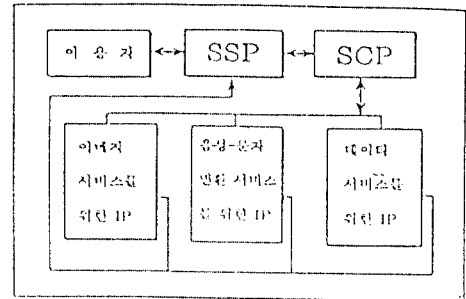 이 용 자
SSP
SCP
이미지
서비스를
위한 IP
음성-문자
변환 서비스
를 위한 IP
데이터
서비스를
위한 IP